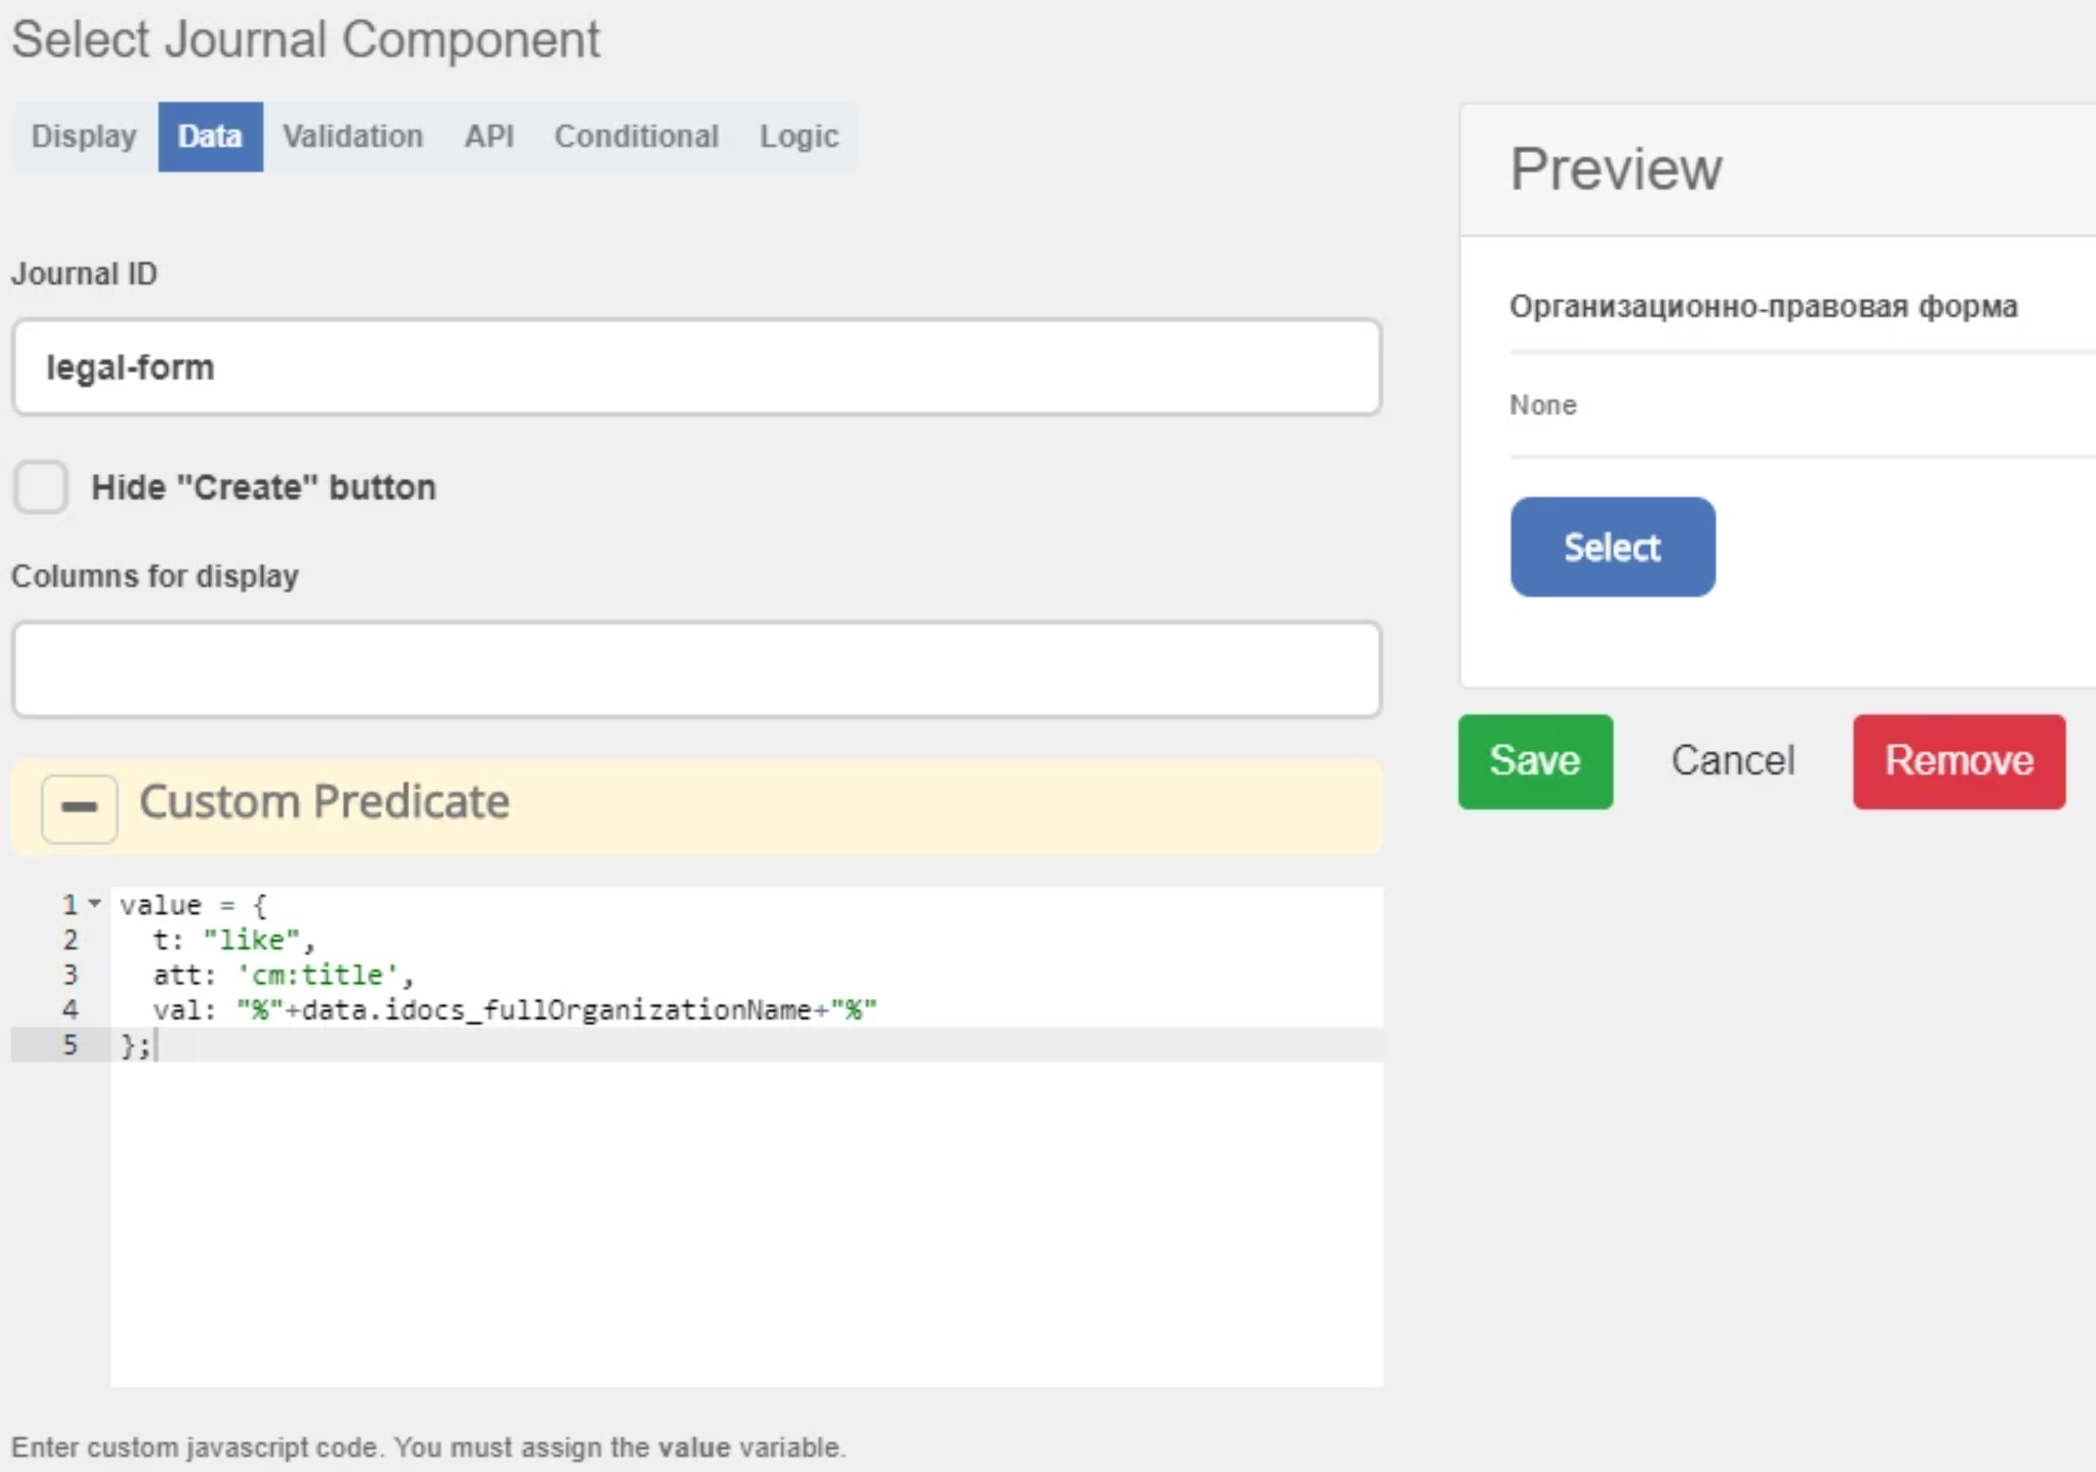 Select Journal Component
Display Data Validation API Conditional Logic
Journal ID
legal-form
Hide "Create" button
Columns for display
Custom Predicate
1 value = {
2 t: "like",
3 att: 'cm:title',
4 val: "%"+data.idocs_fullOrganizationName+"%"
5 };
Enter custom javascript code. You must assign the value variable.
Preview
Организационно-правовая форма
None
Select
Save Cancel Remove